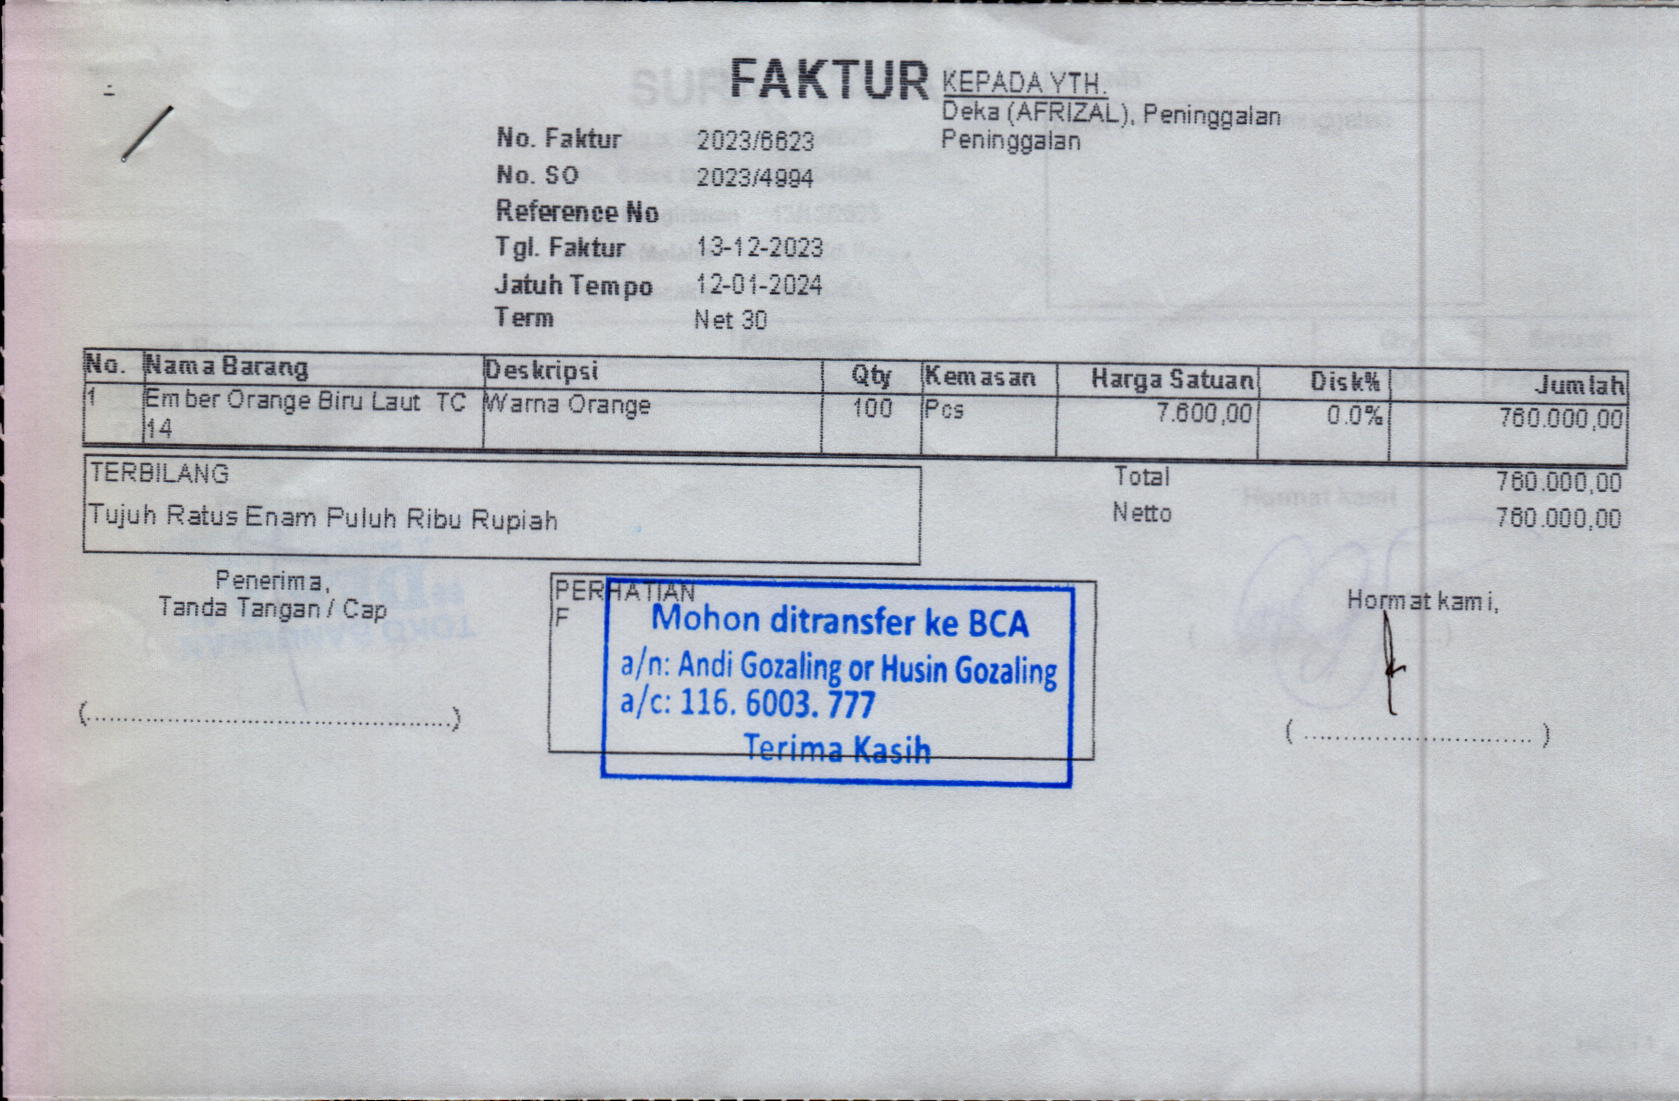 FAKTUR
KEPADA YTH.
Deka (AFRIZAL), Peninggalan
Peninggalan
No. Faktur 2023/6623
No. SO 2023/4994
Reference No
Tgl. Faktur 13-12-2023
Jatuh Tempo 12-01-2024
Term Net 30
No. Nama Barang Deskripsi Qty Kemasan Harga Satuan Disk% Jumlah
1 Ember Orange Biru Laut TC Warna Orange 100 Pcs 7.600,00 0.0% 760.000,00
14
TERBILANG
Tujuh Ratus Enam Puluh Ribu Rupiah
Total 760.000,00
Netto 760.000,00
Penerima,
Tanda Tangan / Cap
(................................................)
PERHATIAN
F
Mohon ditransfer ke BCA
a/n: Andi Gozaling or Husin Gozaling
a/c: 116. 6003. 777
Terima Kasih
Hormat kami,
( ............................... )